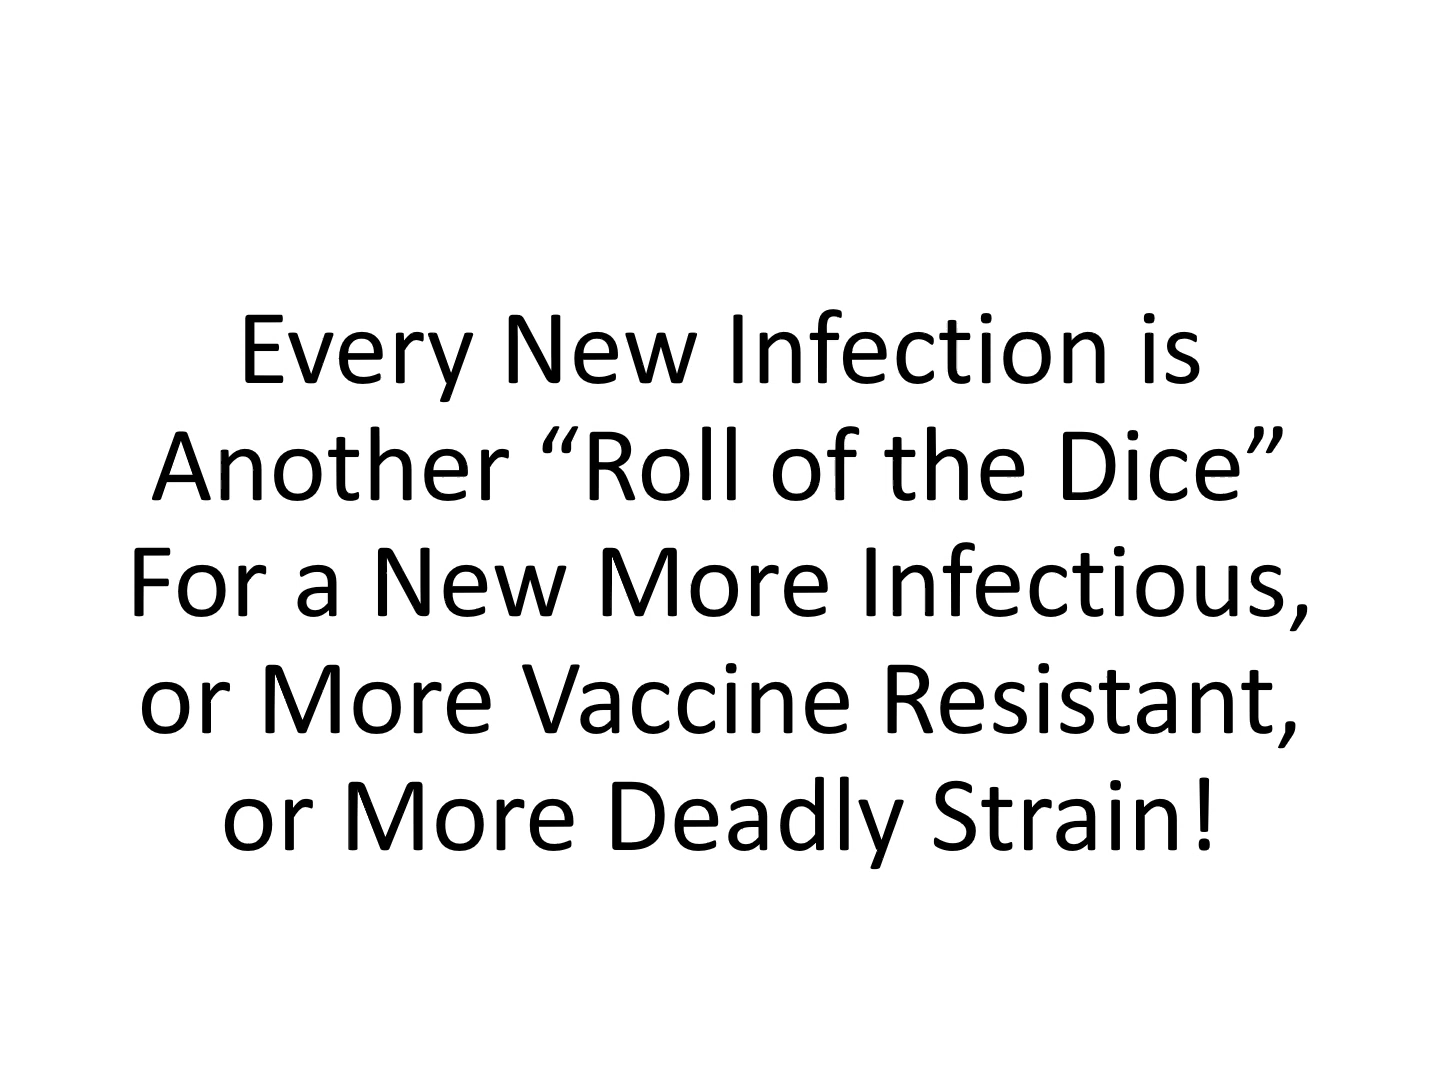 Every New Infection is
Another “Roll of the Dice”
For a New More Infectious,
or More Vaccine Resistant,
or More Deadly Strain!